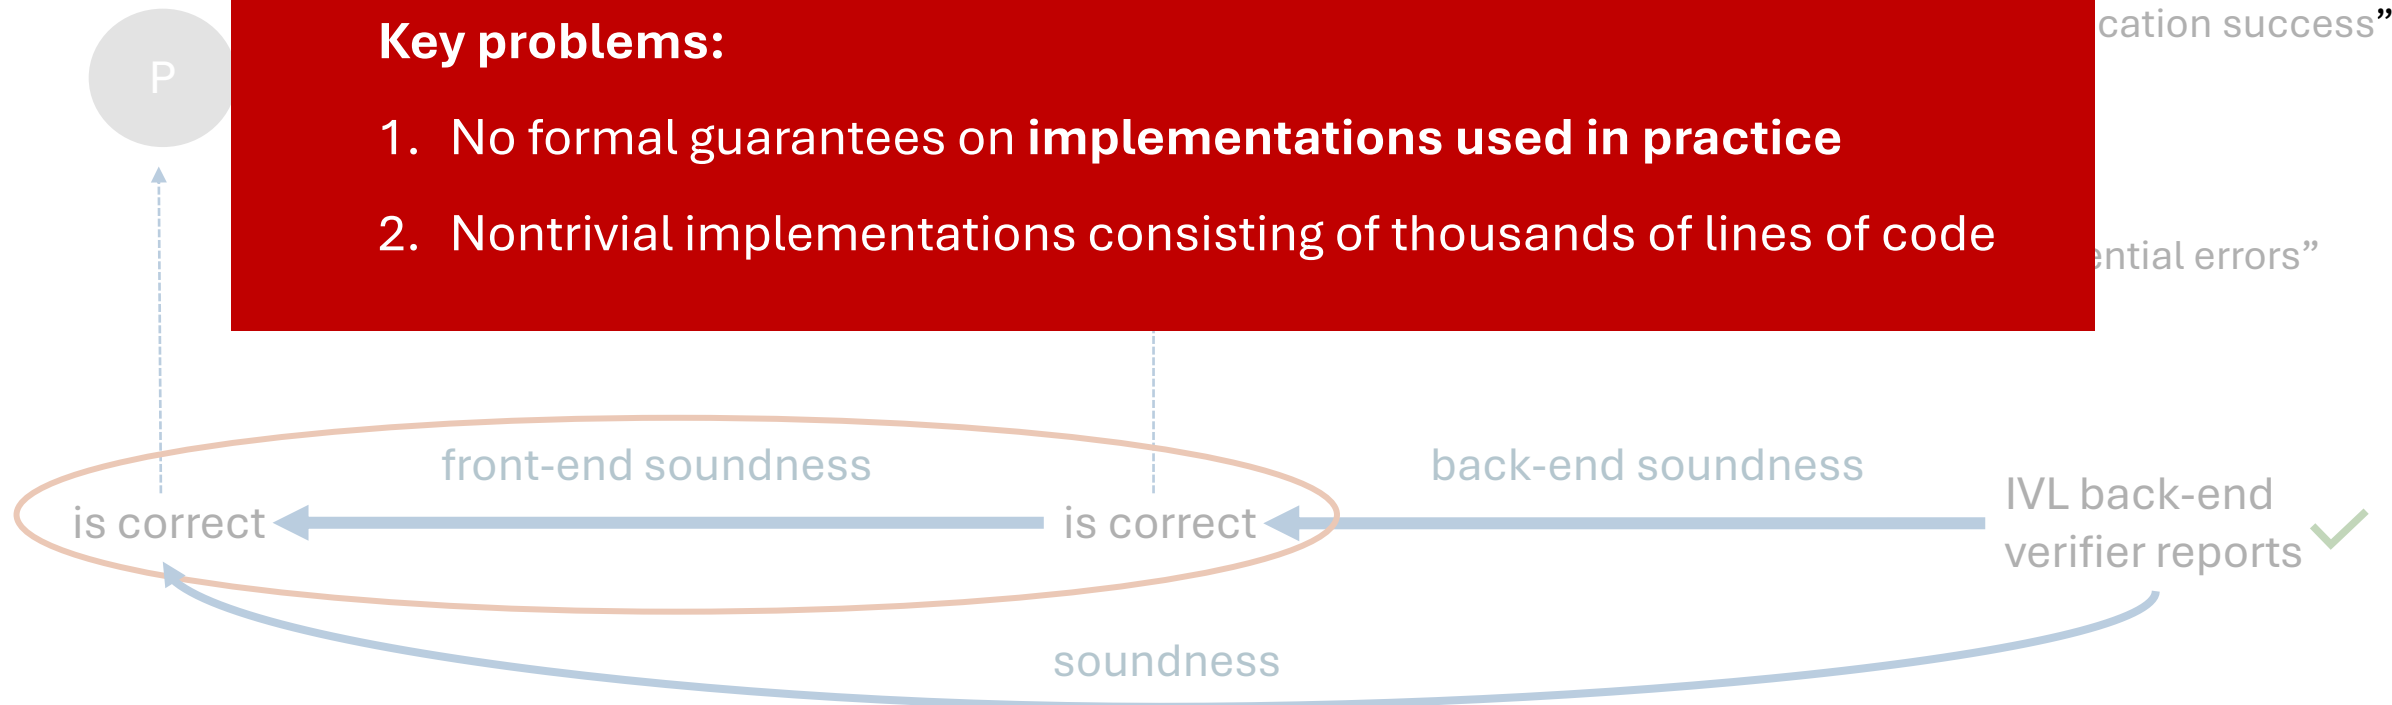 Key problems:
cation success”
P
1. No formal guarantees on implementations used in practice
2. Nontrivial implementations consisting of thousands of lines of code
ential errors”
front-end soundness
back-end soundness
is correct
is correct
IVL back-end
verifier reports
soundness